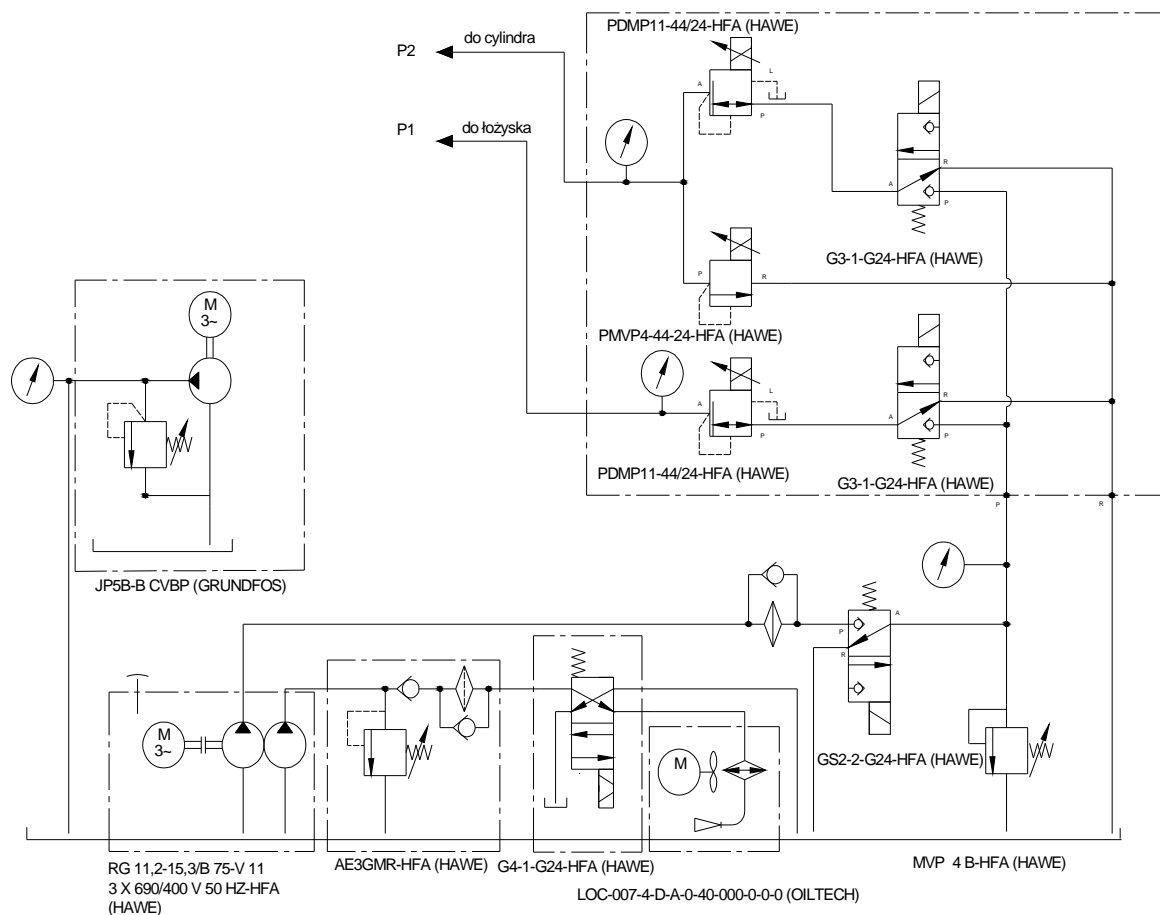 PDMP11-44/24-HFA (HAWE)
P2
do cylindra
L
A
P
P1
do łożyska
R
A
P
G3-1-G24-HFA (HAWE)
P
R
M
3~
PMVP4-44-24-HFA (HAWE)
L
A
P
R
A
P
PDMP11-44/24-HFA (HAWE)
G3-1-G24-HFA (HAWE)
P
R
JP5B-B CVBP (GRUNDFOS)
A
P
R
M
3~
M
GS2-2-G24-HFA (HAWE)
RG 11,2-15,3/B 75-V 11
3 X 690/400 V 50 HZ-HFA
(HAWE)
AE3GMR-HFA (HAWE)
G4-1-G24-HFA (HAWE)
MVP 4 B-HFA (HAWE)
LOC-007-4-D-A-0-40-000-0-0-0 (OILTECH)